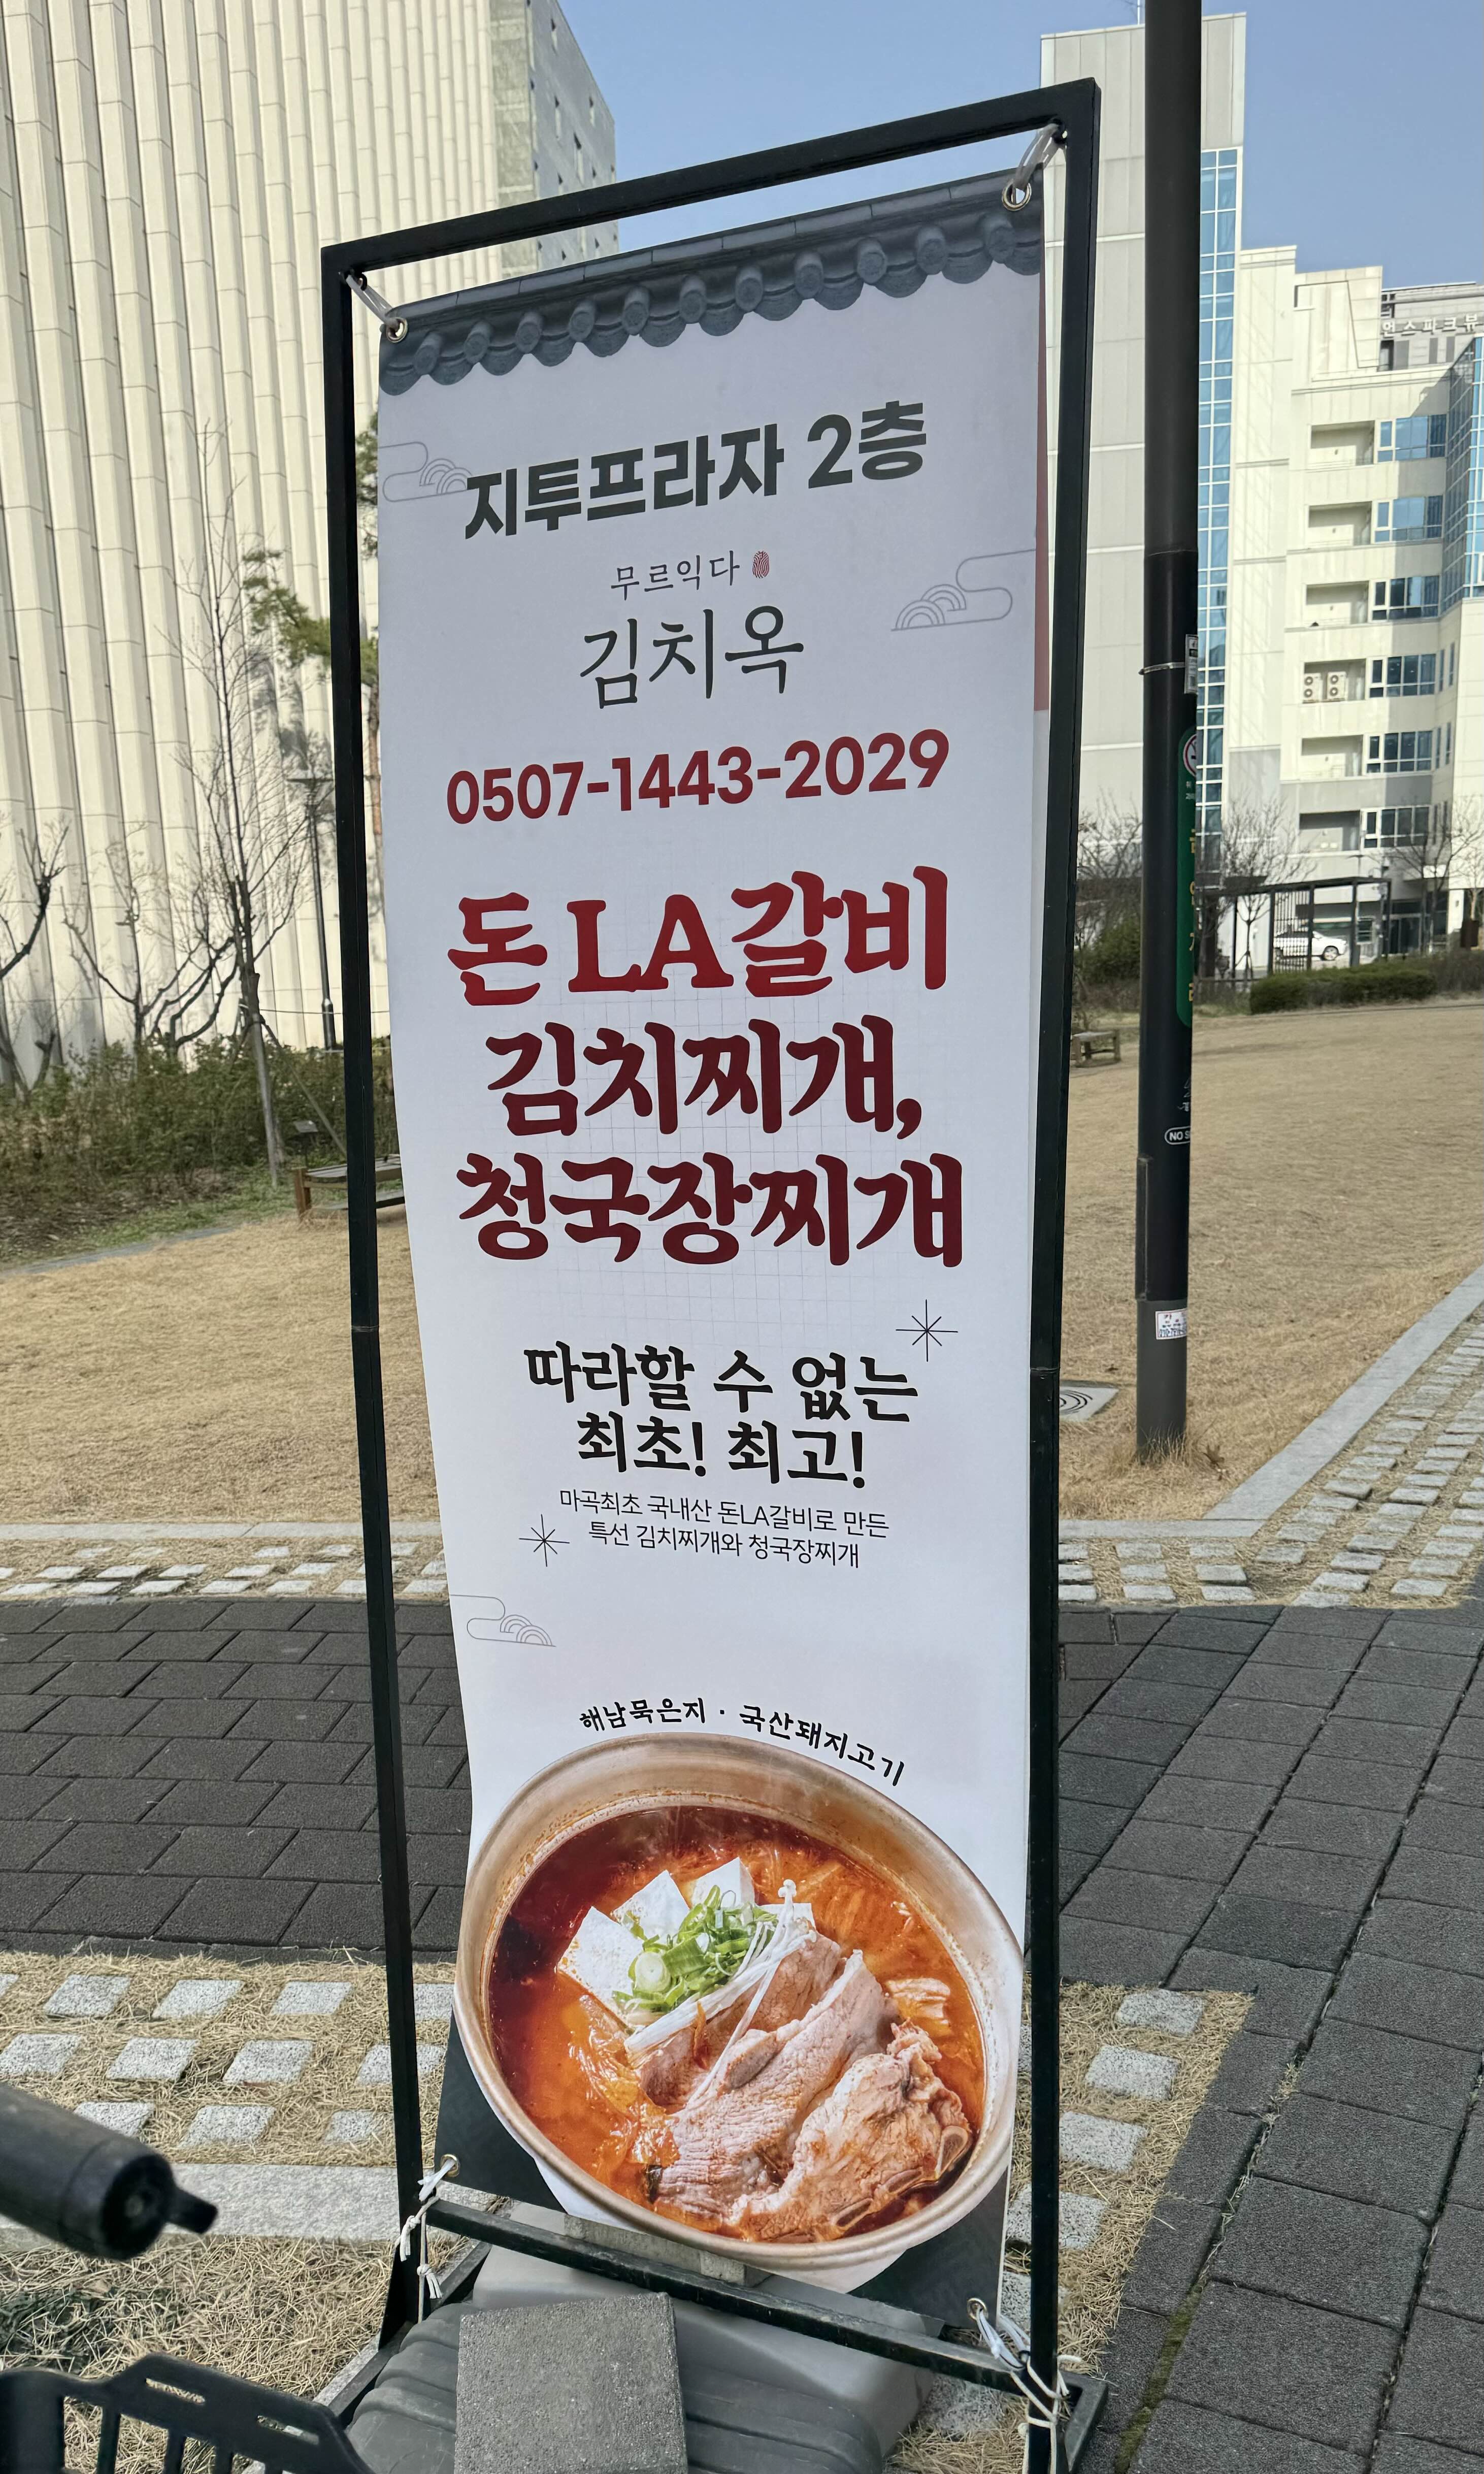 지투프라자 2층
무르익다
김치옥
0507-1443-2029
돈 LA갈비
김치찌개,
청국장찌개
따라할 수 없는
최초! 최고!
마곡최초 국내산 돈LA갈비로 만든
특선 김치찌개와 청국장찌개
해남묵은지 · 국산돼지고기
NO